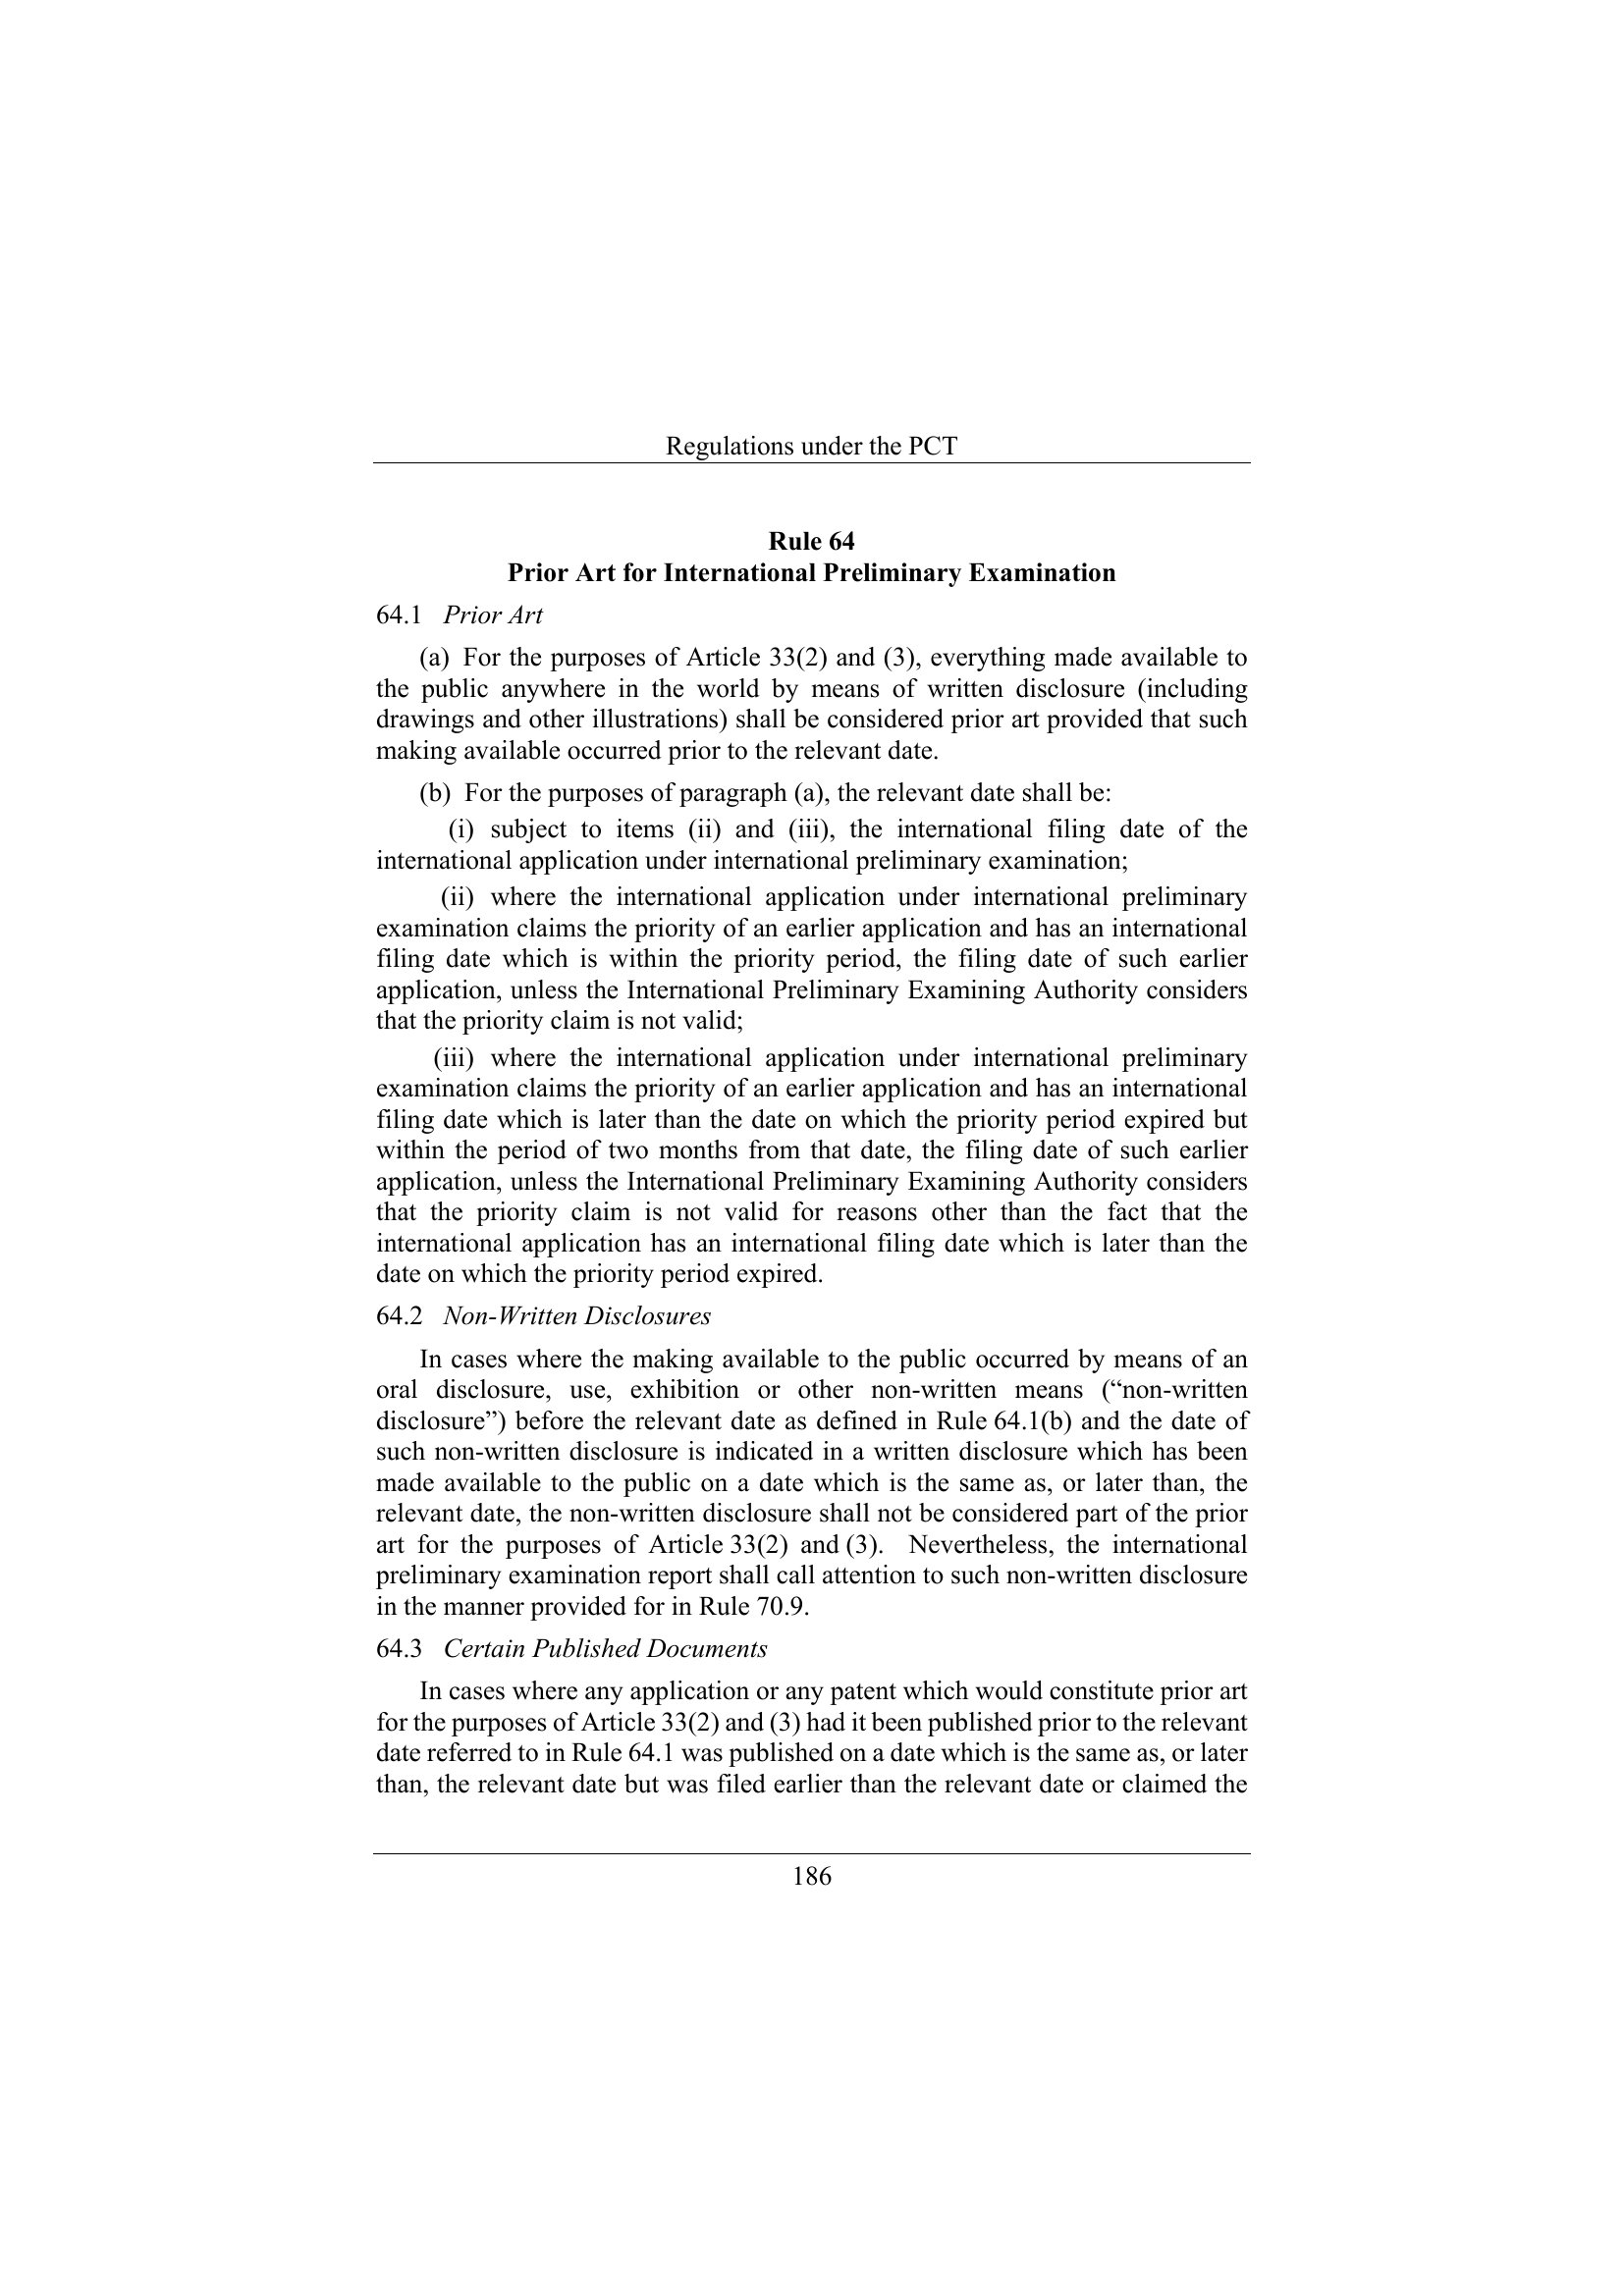 Regulations under the PCT
Rule 64
Prior Art for International Preliminary Examination
64.1 Prior Art
(a) For the purposes of Article 33(2) and (3), everything made available to
the public anywhere in the world by means of written disclosure (including
drawings and other illustrations) shall be considered prior art provided that such
making available occurred prior to the relevant date.
(b) For the purposes of paragraph (a), the relevant date shall be:
(i) subject to items (ii) and (iii), the international filing date of the
international application under international preliminary examination;
(ii) where the international application under international preliminary
examination claims the priority of an earlier application and has an international
filing date which is within the priority period, the filing date of such earlier
application, unless the International Preliminary Examining Authority considers
that the priority claim is not valid;
(iii) where the international application under international preliminary
examination claims the priority of an earlier application and has an international
filing date which is later than the date on which the priority period expired but
within the period of two months from that date, the filing date of such earlier
application, unless the International Preliminary Examining Authority considers
that the priority claim is not valid for reasons other than the fact that the
international application has an international filing date which is later than the
date on which the priority period expired.
64.2 Non-Written Disclosures
In cases where the making available to the public occurred by means of an
oral disclosure, use, exhibition or other non-written means (“non-written
disclosure”) before the relevant date as defined in Rule 64.1(b) and the date of
such non-written disclosure is indicated in a written disclosure which has been
made available to the public on a date which is the same as, or later than, the
relevant date, the non-written disclosure shall not be considered part of the prior
art for the purposes of Article 33(2) and (3). Nevertheless, the international
preliminary examination report shall call attention to such non-written disclosure
in the manner provided for in Rule 70.9.
64.3 Certain Published Documents
In cases where any application or any patent which would constitute prior art
for the purposes of Article 33(2) and (3) had it been published prior to the relevant
date referred to in Rule 64.1 was published on a date which is the same as, or later
than, the relevant date but was filed earlier than the relevant date or claimed the
186